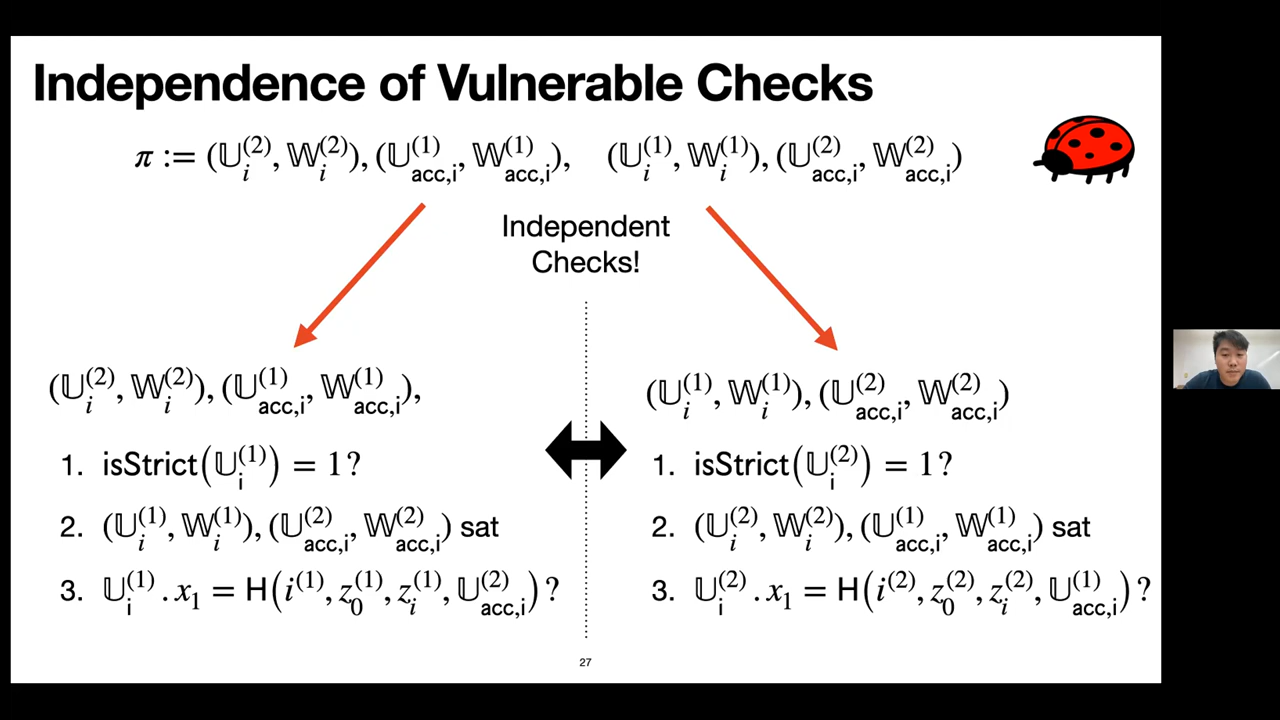 Independence of Vulnerable Checks
π := (𝕌_i^(2), 𝕎_i^(2)), (𝕌_acc,i^(1), 𝕎_acc,i^(1)), (𝕌_i^(1), 𝕎_i^(1)), (𝕌_acc,i^(2), 𝕎_acc,i^(2))
Independent
Checks!
(𝕌_i^(2), 𝕎_i^(2)), (𝕌_acc,i^(1), 𝕎_acc,i^(1)),
1. isStrict(𝕌_i^(1)) = 1?
2. (𝕌_i^(1), 𝕎_i^(1)), (𝕌_acc,i^(2), 𝕎_acc,i^(2)) sat
3. 𝕌_i^(1).x_1 = H(i^(1), z_0^(1), z_i^(1), 𝕌_acc,i^(2))?
(𝕌_i^(1), 𝕎_i^(1)), (𝕌_acc,i^(2), 𝕎_acc,i^(2))
1. isStrict(𝕌_i^(2)) = 1?
2. (𝕌_i^(2), 𝕎_i^(2)), (𝕌_acc,i^(1), 𝕎_acc,i^(1)) sat
3. 𝕌_i^(2).x_1 = H(i^(2), z_0^(2), z_i^(2), 𝕌_acc,i^(1))?
27